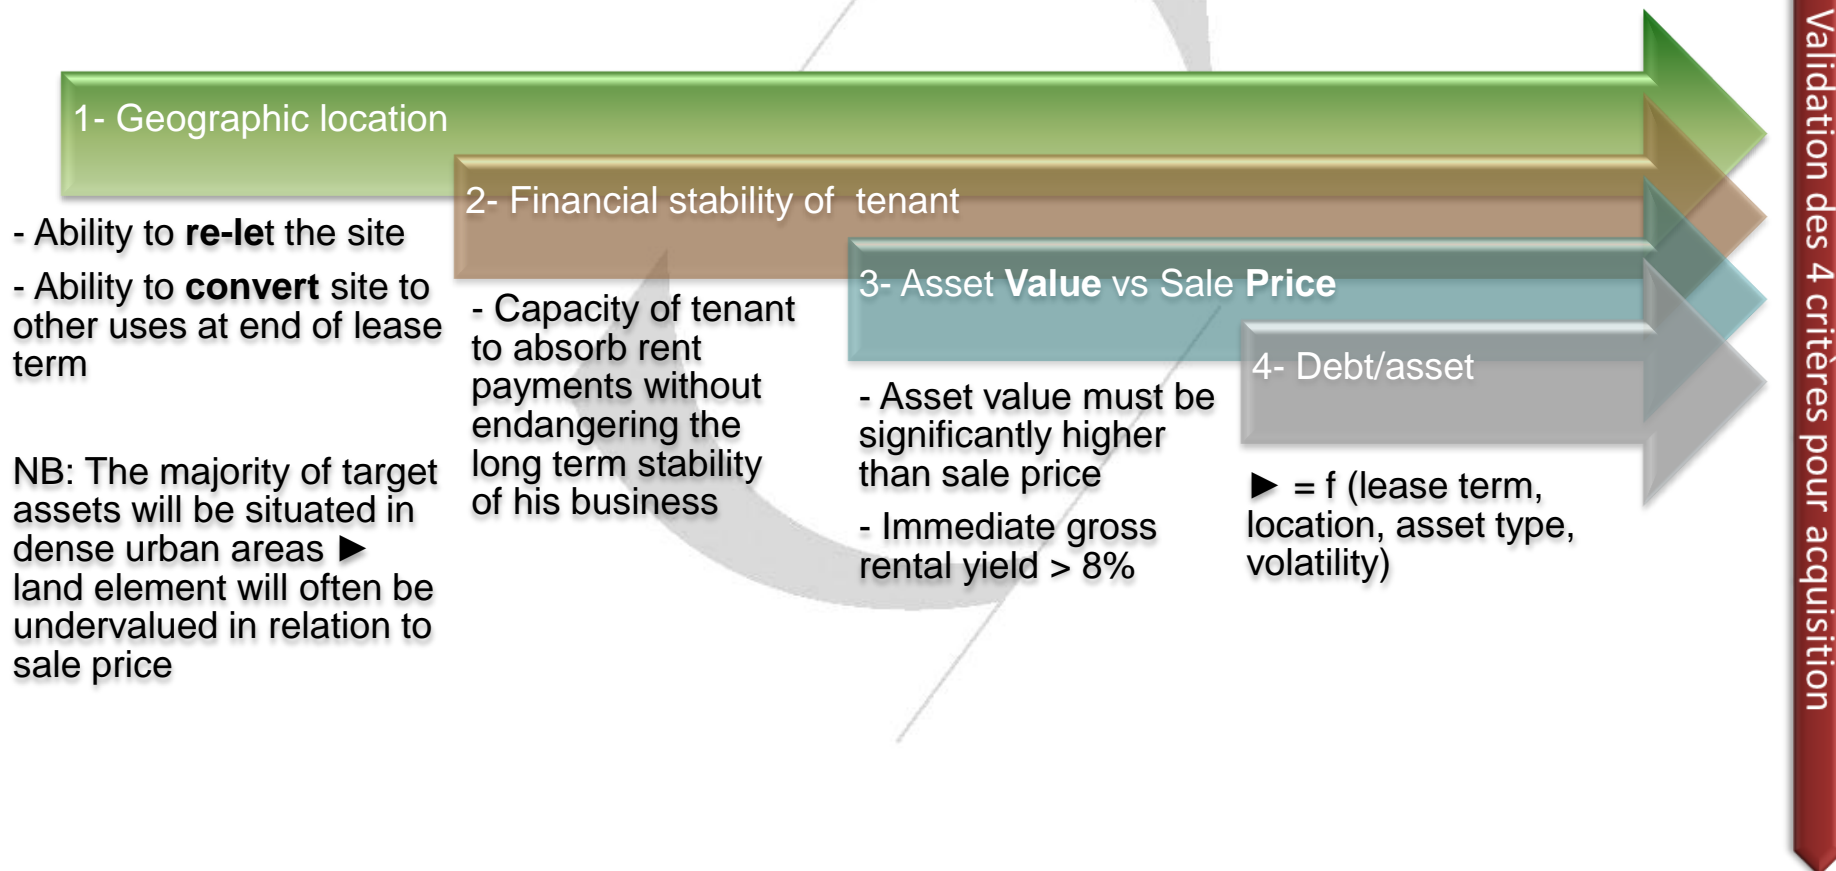 1- Geographic location
- Ability to re-let the site
- Ability to convert site to
other uses at end of lease
term
NB: The majority of target
assets will be situated in
dense urban areas ►
land element will often be
undervalued in relation to
sale price
2- Financial stability of  tenant
- Capacity of tenant
to absorb rent
payments without
endangering the
long term stability
of his business
3- Asset Value vs Sale Price
- Asset value must be
significantly higher
than sale price
- Immediate gross
rental yield > 8%
4- Debt/asset
► = f (lease term,
location, asset type,
volatility)
Validation des 4 critères pour acquisition